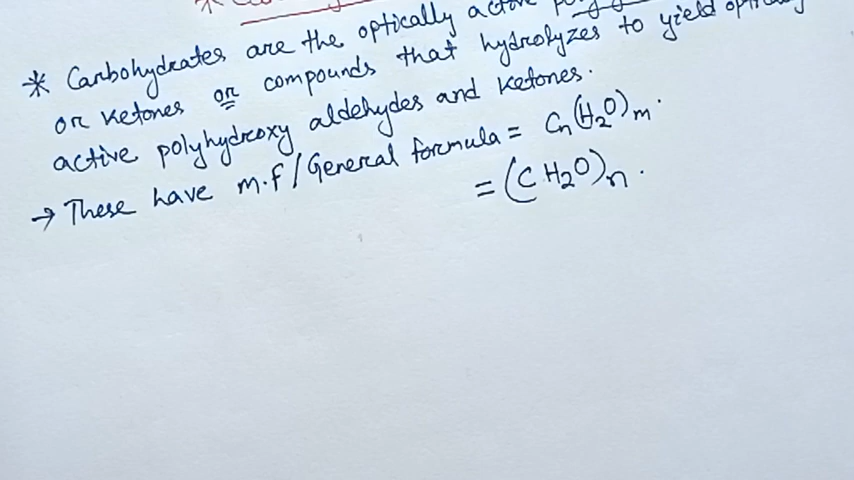 * Carbohydrates are the optically active
or ketones or compounds that hydrolyzes to yield optically
active polyhydroxy aldehydes and ketones.
→ These have m.f/General formula = Cn(H2O)m.
= (CH2O)n.